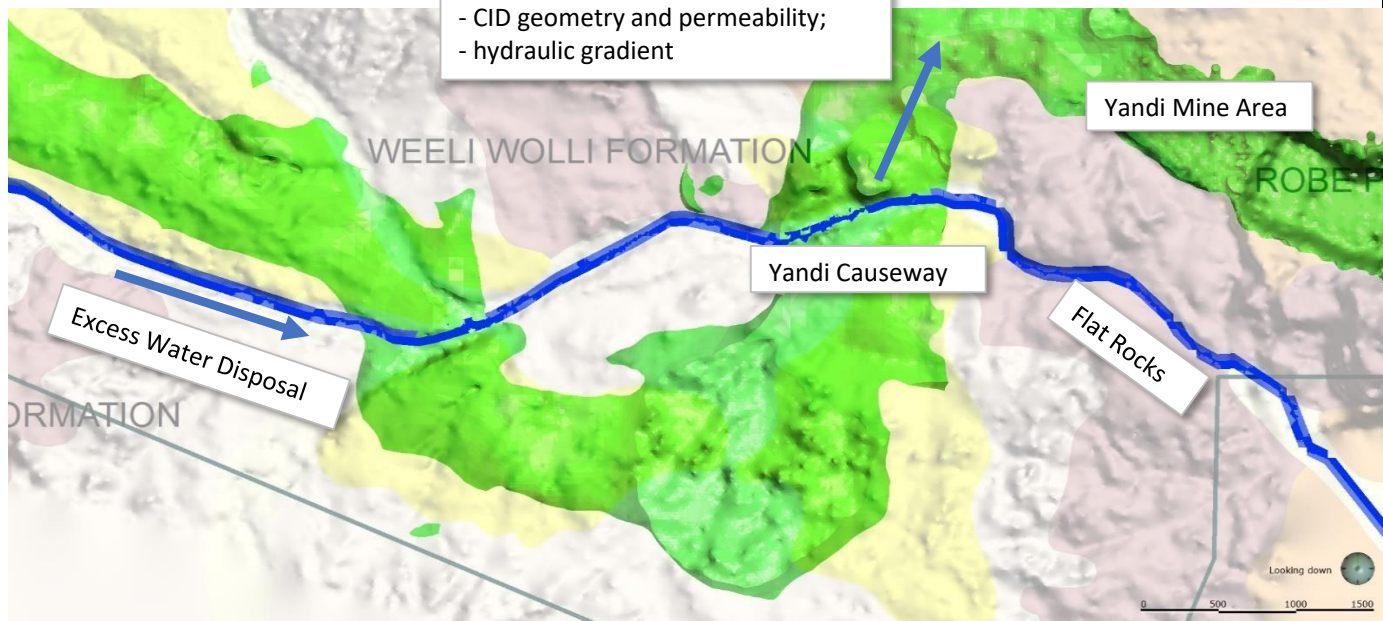 - CID geometry and permeability;
- hydraulic gradient
Yandi Mine Area
WEELI WOLLI FORMATION
ROBE P
Yandi Causeway
Excess Water Disposal
Flat Rocks
ORMATION
Looking down
0 500 1000 1500